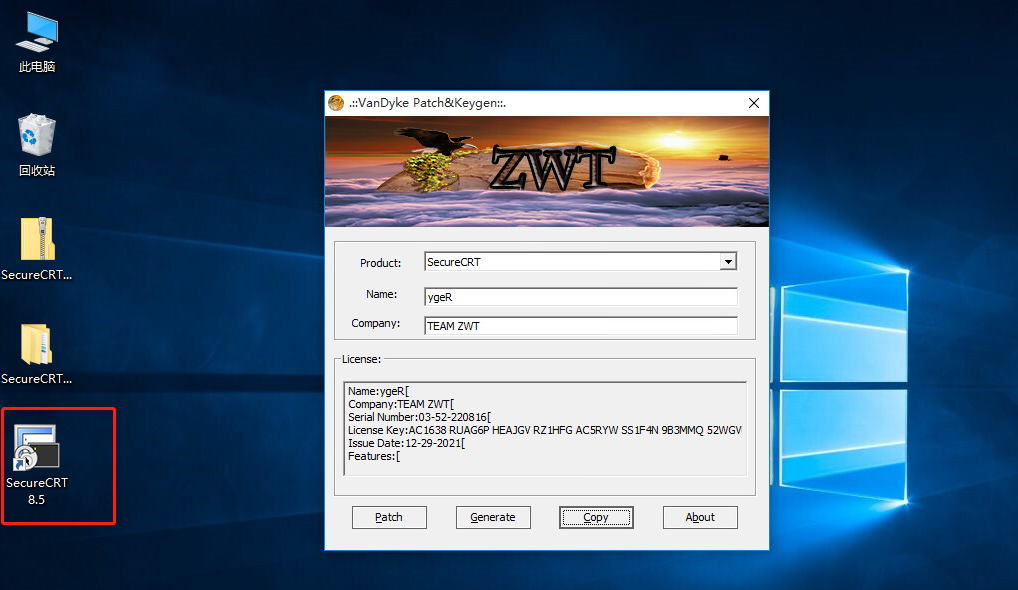 此电脑
回收站
SecureCRT...
SecureCRT...
SecureCRT
8.5
.::VanDyke Patch&Keygen::.
ZWT
Product:
SecureCRT
Name:
ygeR
Company:
TEAM ZWT
License:
Name:ygeR[
Company:TEAM ZWT[
Serial Number:03-52-220816[
License Key:AC1638 RUAG6P HEAJGV RZ1HFG AC5RYW SS1F4N 9B3MMQ 52WGV
Issue Date:12-29-2021[
Features:[
Patch
Generate
Copy
About